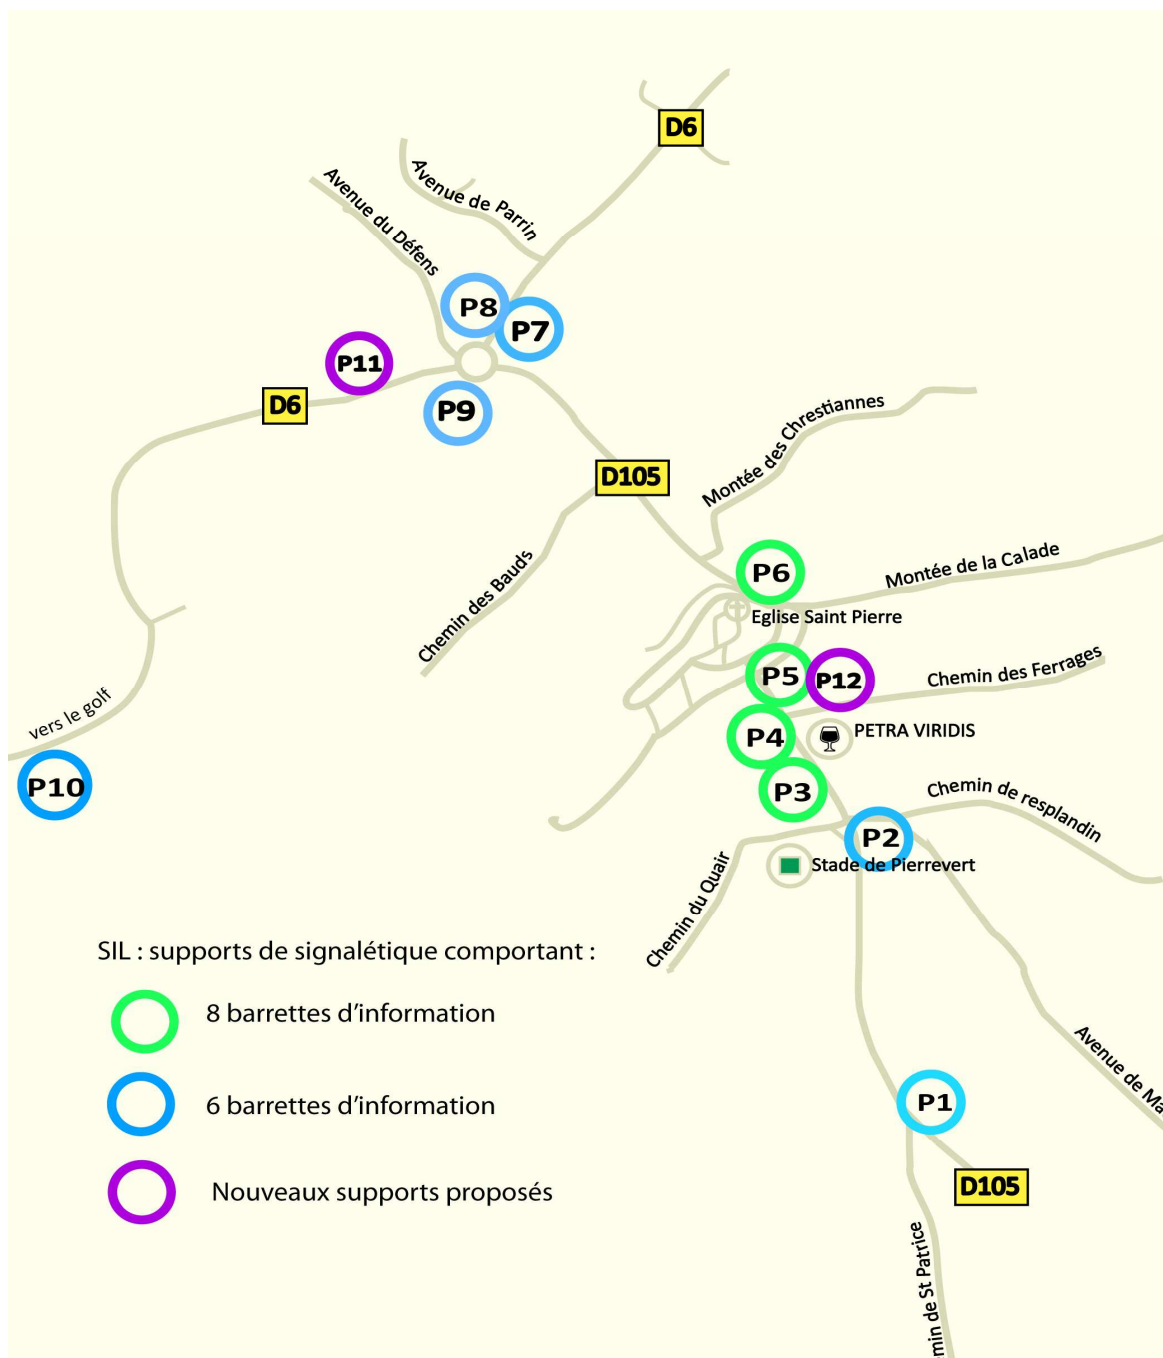 D6
Avenue de Parrin
Avenue du Défens
P8
P7
P11
P9
D6
D105
Montée des Chrestiannes
Chemin des Bauds
P6
Montée de la Calade
Eglise Saint Pierre
P5
P12
Chemin des Ferrages
vers le golf
P4
PETRA VIRIDIS
P10
P3
Chemin de resplandin
P2
Stade de Pierrevert
Chemin du Quair
SIL : supports de signalétique comportant :
8 barrettes d’information
6 barrettes d’information
Nouveaux supports proposés
Avenue de Ma
P1
D105
min de St Patrice